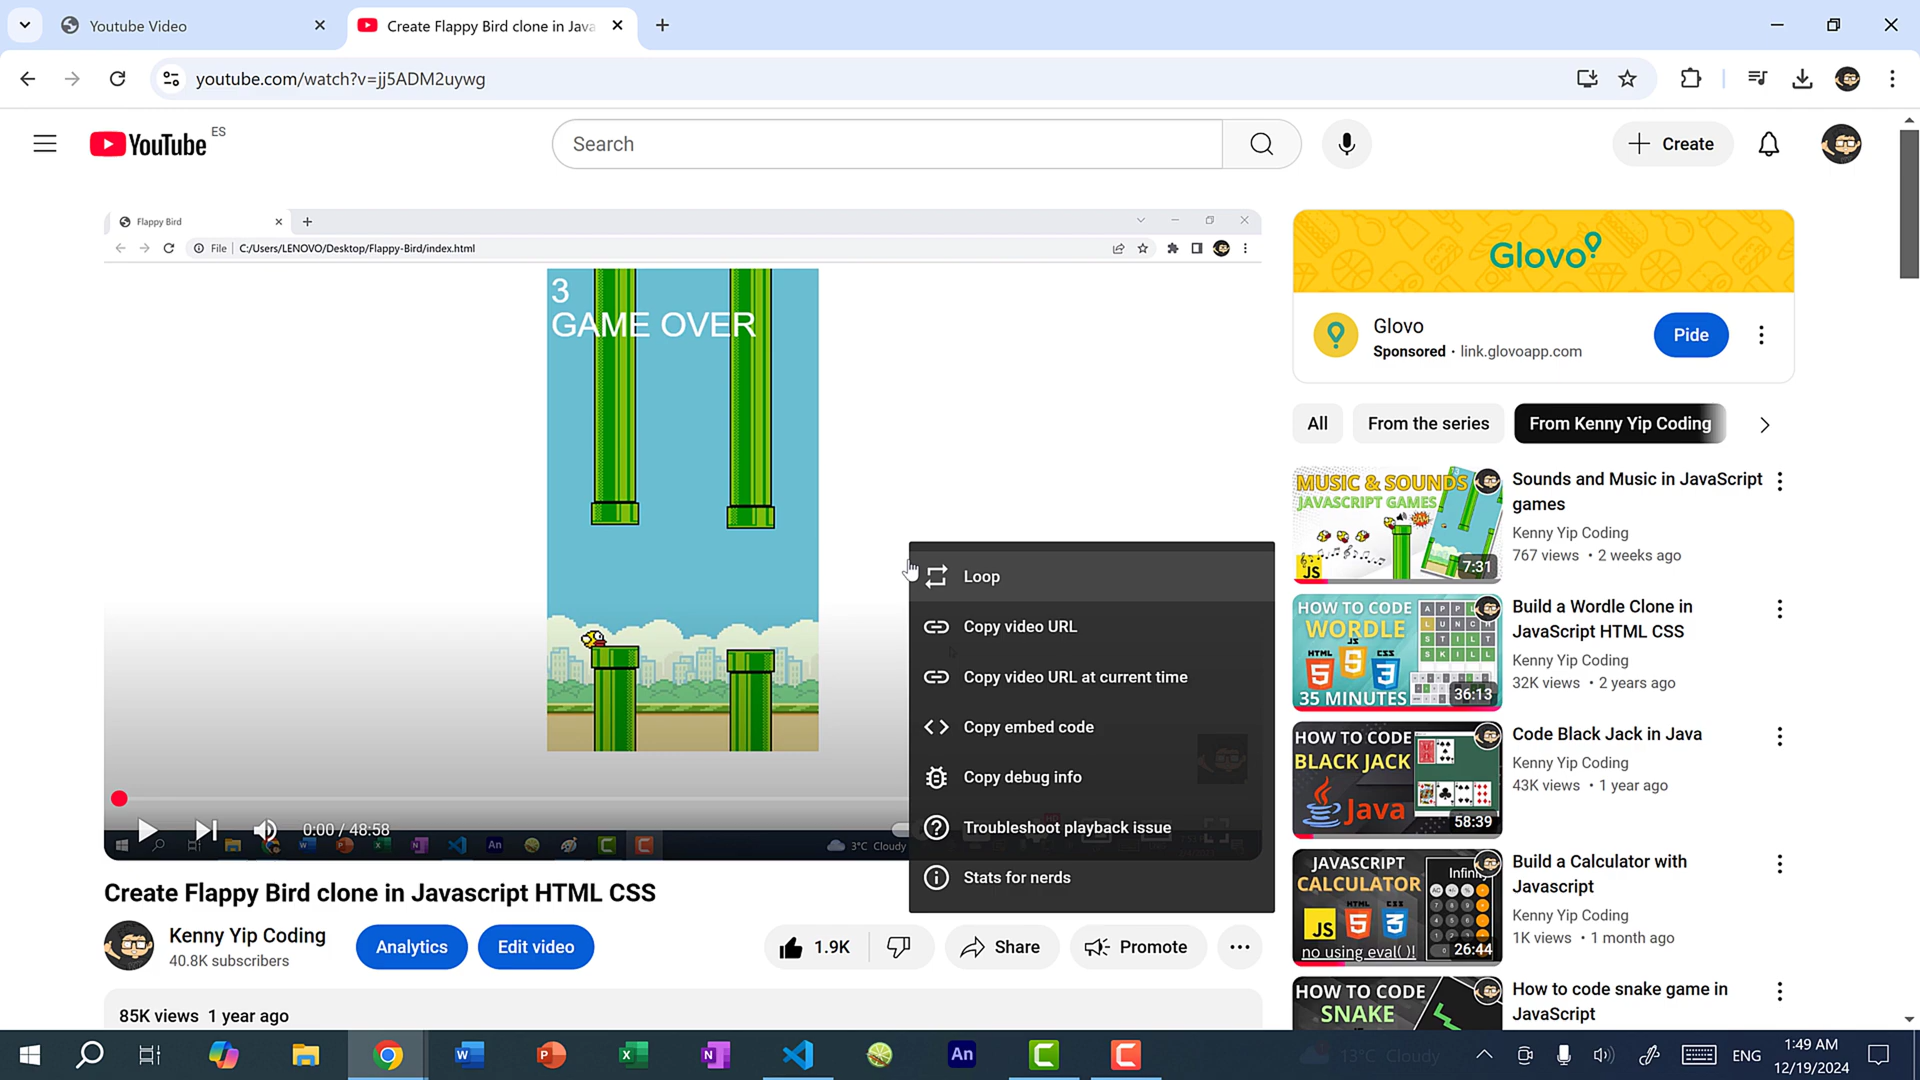 Youtube Video
Create Flappy Bird clone in Java
youtube.com/watch?v=jj5ADM2uywg
YouTube ES
Search
Create
Flappy Bird
File | C:/Users/LENOVO/Desktop/Flappy-Bird/index.html
3
GAME OVER
Loop
Copy video URL
Copy video URL at current time
Copy embed code
Copy debug info
Troubleshoot playback issue
Stats for nerds
0:00 / 48:58
3°C Cloudy
Create Flappy Bird clone in Javascript HTML CSS
Kenny Yip Coding
40.8K subscribers
Analytics
Edit video
1.9K
Share
Promote
85K views 1 year ago
Glovo
Glovo
Sponsored · link.glovoapp.com
Pide
All
From the series
From Kenny Yip Coding
MUSIC & SOUNDS
JAVASCRIPT GAMES
JS
7:31
Sounds and Music in JavaScript
games
Kenny Yip Coding
767 views • 2 weeks ago
HOW TO CODE
WORDLE
HTML JS CSS
35 MINUTES
36:13
Build a Wordle Clone in
JavaScript HTML CSS
Kenny Yip Coding
32K views • 2 years ago
HOW TO CODE
BLACK JACK
Java
58:39
Code Black Jack in Java
Kenny Yip Coding
43K views • 1 year ago
JAVASCRIPT
CALCULATOR
JS HTML CSS
no using eval( )!
26:44
Build a Calculator with
Javascript
Kenny Yip Coding
1K views • 1 month ago
HOW TO CODE
SNAKE
How to code snake game in
JavaScript
13°C Cloudy
ENG
1:49 AM
12/19/2024